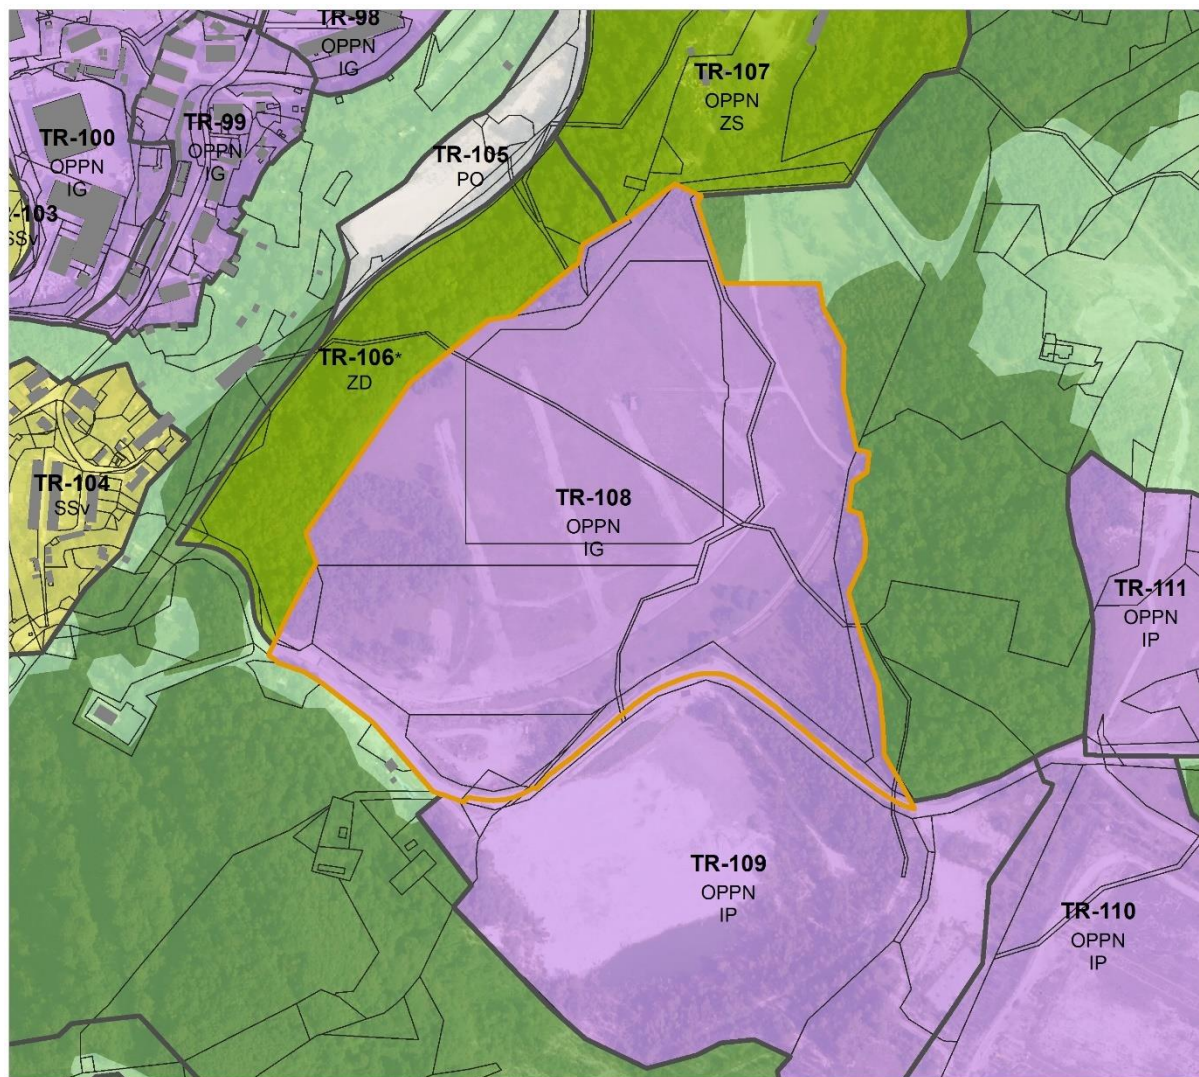 TR-98
OPPN
IG
TR-107
OPPN
ZS
TR-100
OPPN
IG
TR-99
OPPN
IG
TR-105
PO
-103
SSv
TR-106*
ZD
TR-104
SSv
TR-108
OPPN
IG
TR-111
OPPN
IP
TR-109
OPPN
IP
TR-110
OPPN
IP